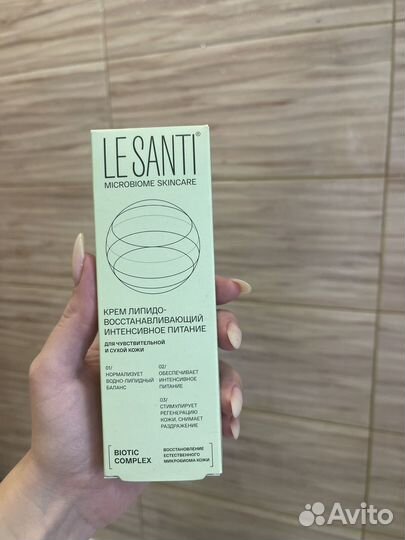 LE SANTI®
MICROBIOME SKINCARE
КРЕМ ЛИПИДО-
ВОССТАНАВЛИВАЮЩИЙ
ИНТЕНСИВНОЕ ПИТАНИЕ
ДЛЯ ЧУВСТВИТЕЛЬНОЙ
И СУХОЙ КОЖИ
01/
НОРМАЛИЗУЕТ
ВОДНО-ЛИПИДНЫЙ
БАЛАНС
02/
ОБЕСПЕЧИВАЕТ
ИНТЕНСИВНОЕ
ПИТАНИЕ
03/
СТИМУЛИРУЕТ
РЕГЕНЕРАЦИЮ
КОЖИ, СНИМАЕТ
РАЗДРАЖЕНИЕ
BIOTIC
COMPLEX
ВОССТАНОВЛЕНИЕ
ЕСТЕСТВЕННОГО
МИКРОБИОМА КОЖИ
Avito